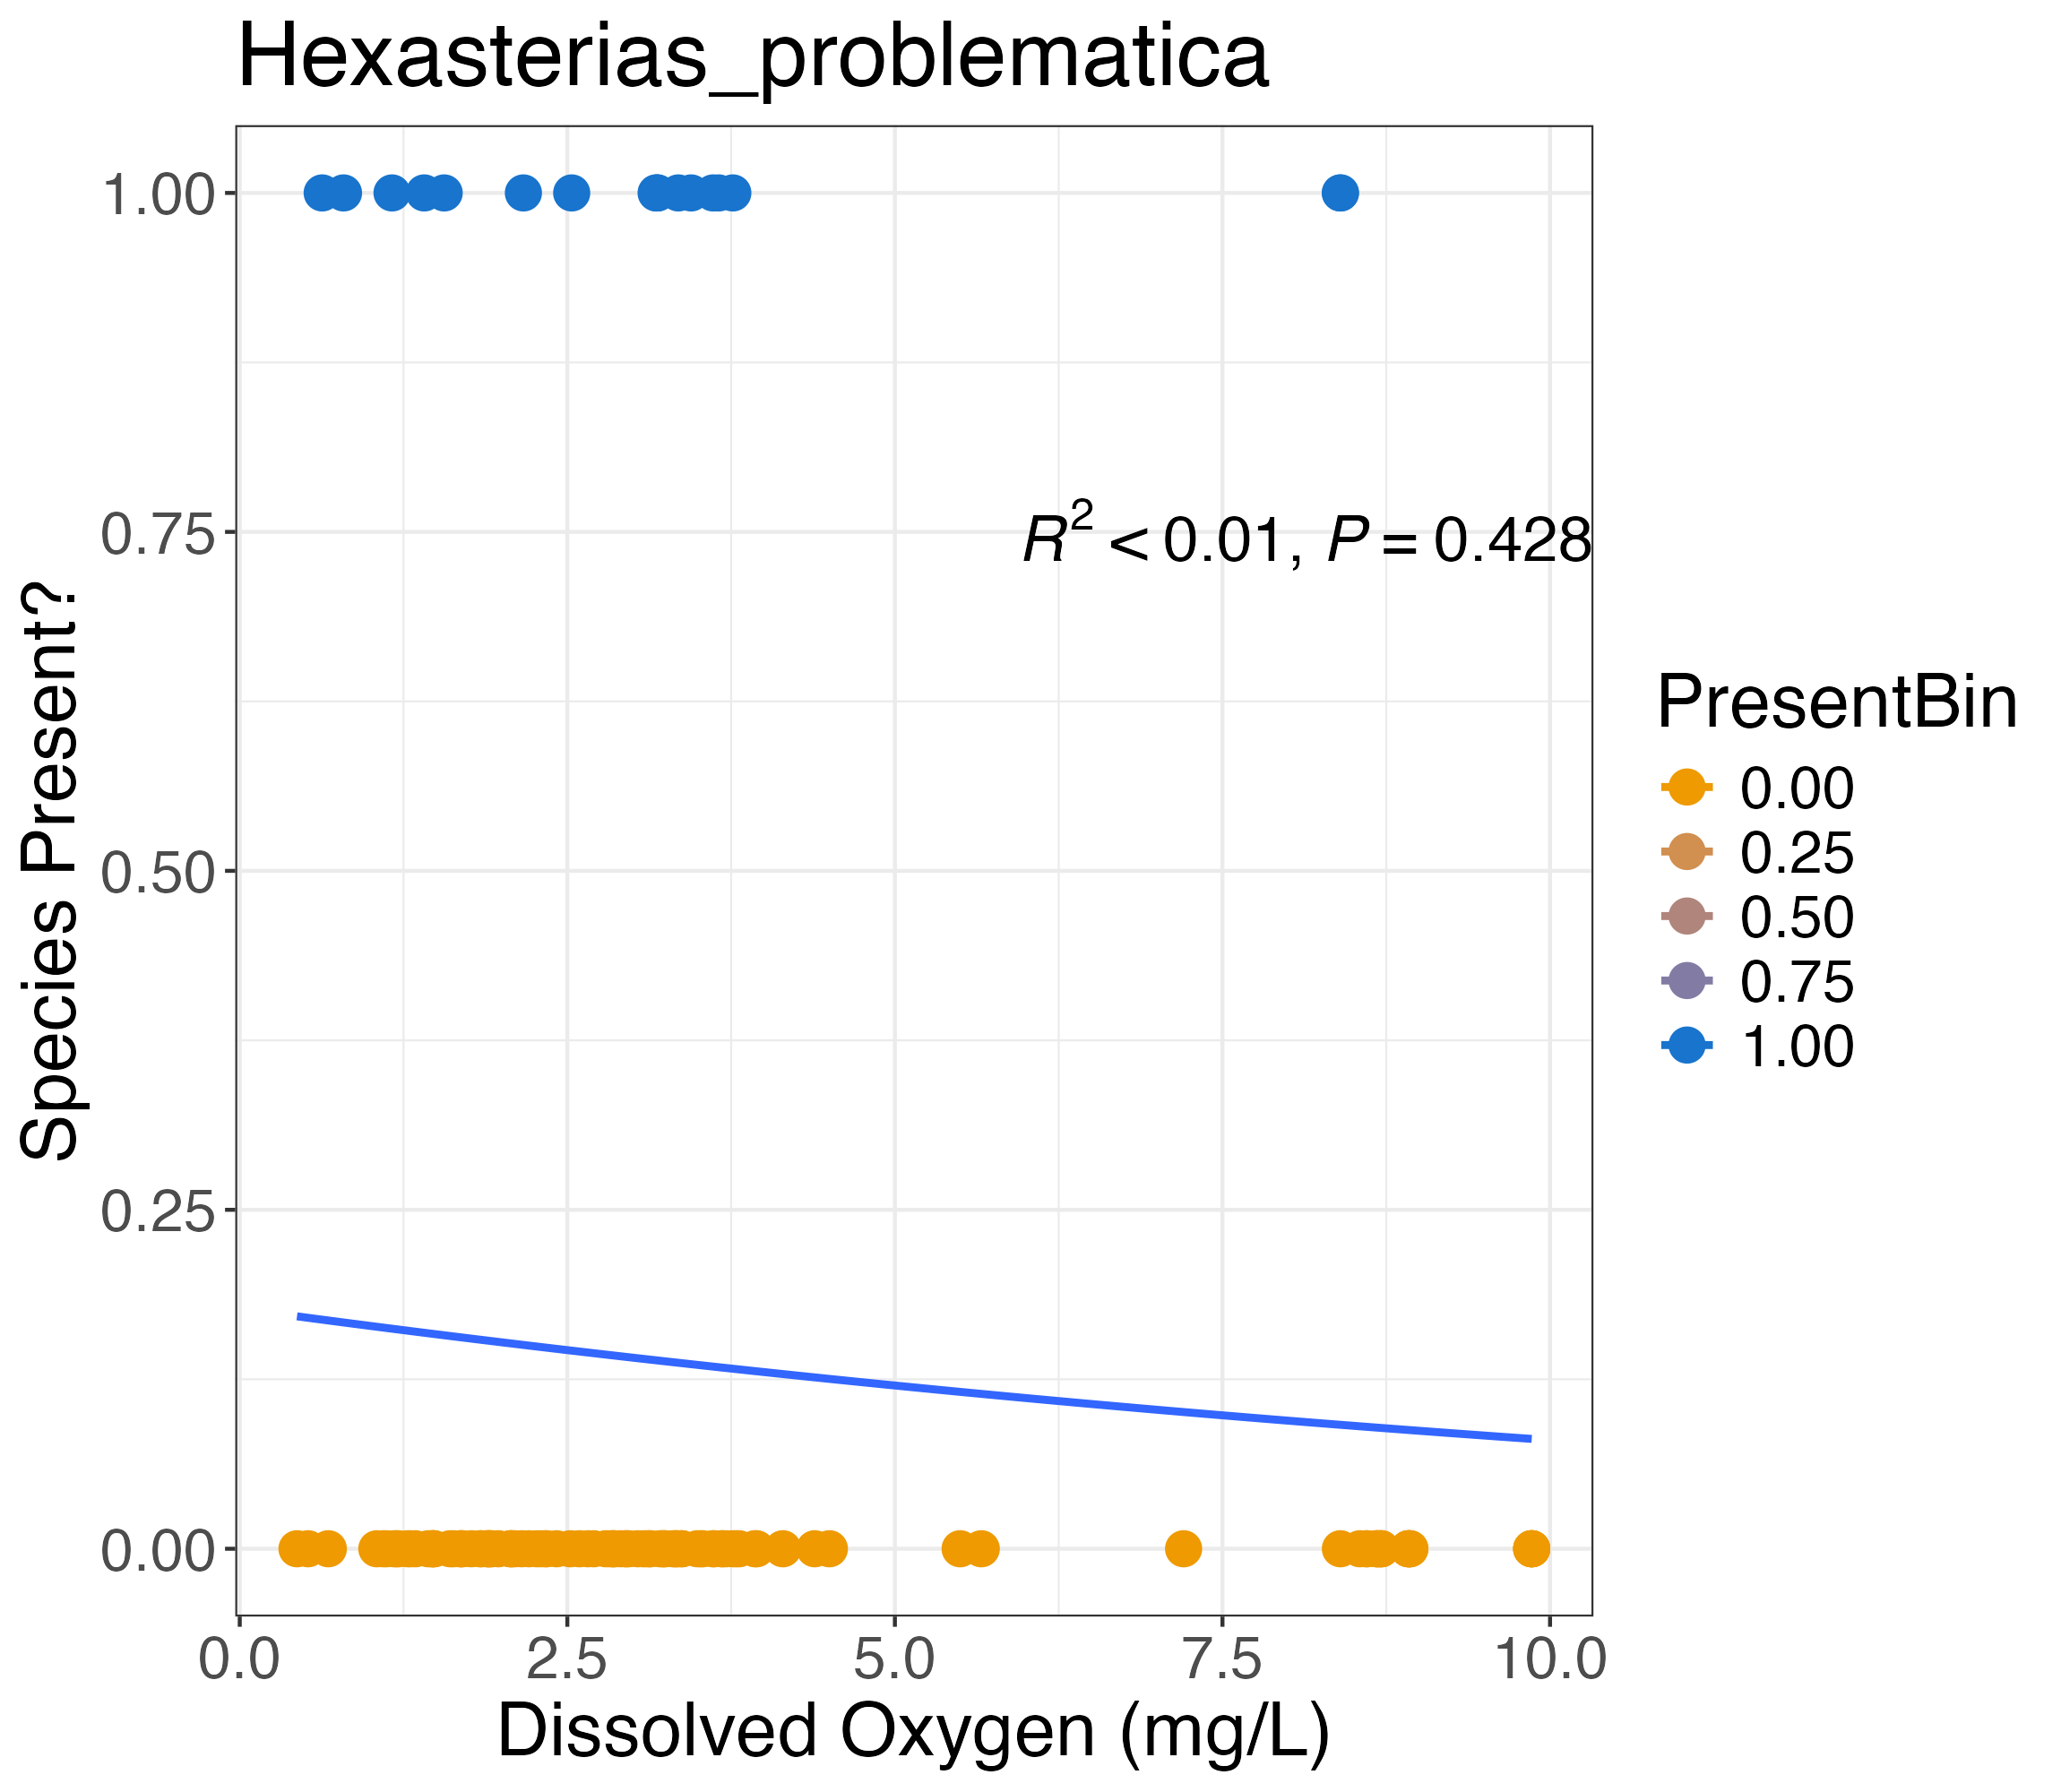 Hexasterias_problematica
1.00
0.75
0.50
0.25
0.00
Species Present?
R² < 0.01, P = 0.428
0.0 2.5 5.0 7.5 10.0
Dissolved Oxygen (mg/L)
PresentBin
0.00
0.25
0.50
0.75
1.00